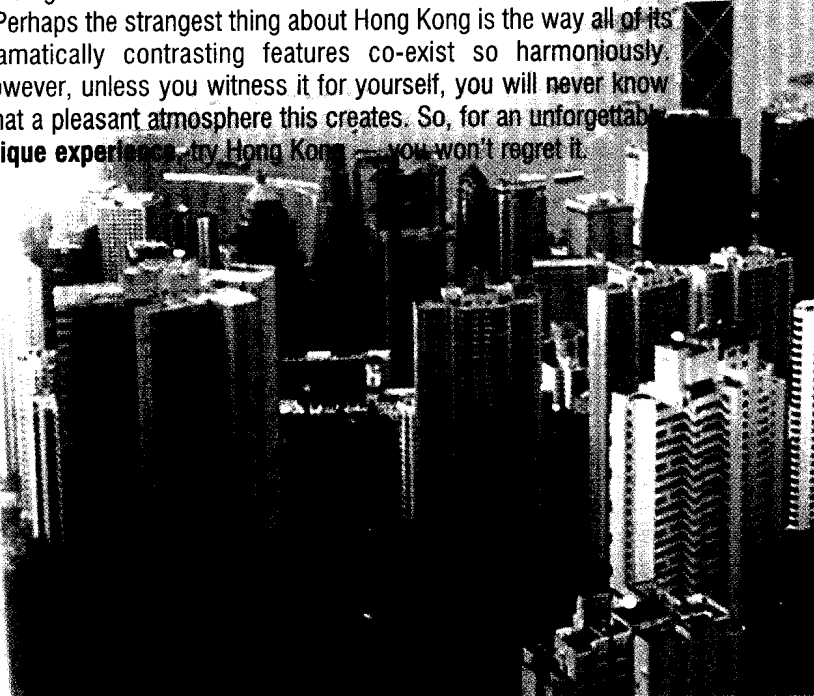 Perhaps the strangest thing about Hong Kong is the way all of its
amatically contrasting features co-exist so harmoniously.
owever, unless you witness it for yourself, you will never know
hat a pleasant atmosphere this creates. So, for an unforgettable
ique experience, try Hong Kong — you won't regret it.